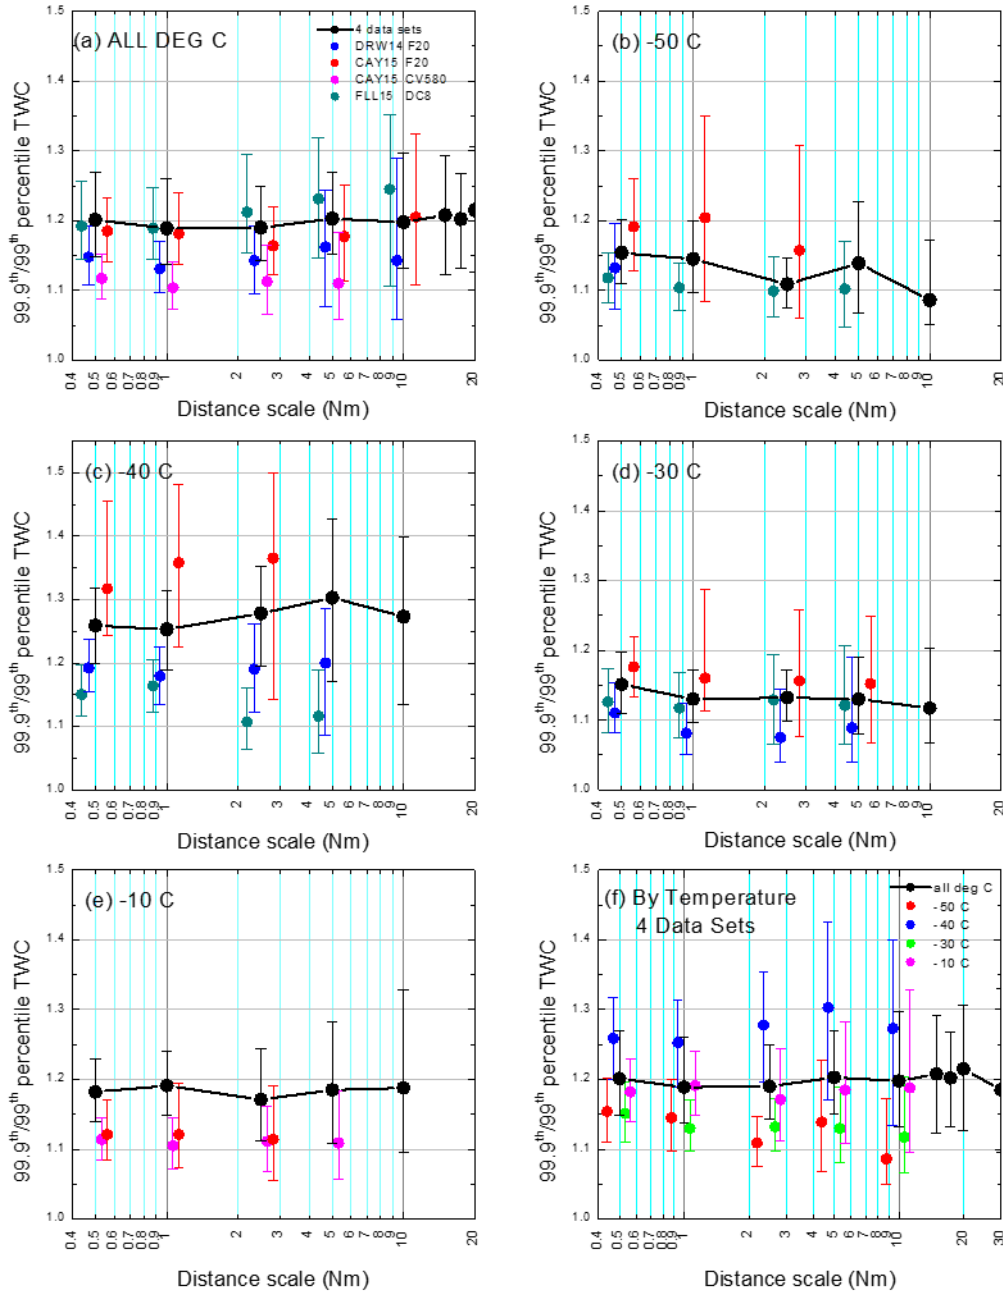 (a) ALL DEG C
4 data sets
DRW14 F20
CAY15 F20
CAY15 CV580
FLL15 DC8
99.9th/99th percentile TWC
1.5
1.4
1.3
1.2
1.1
1.0
0.4 0.5 0.6 0.7 0.8 0.9 1 2 3 4 5 6 7 8 9 10 20
Distance scale (Nm)
(b) -50 C
99.9th/99th percentile TWC
1.5
1.4
1.3
1.2
1.1
1.0
0.4 0.5 0.6 0.7 0.8 0.9 1 2 3 4 5 6 7 8 9 10 20
Distance scale (Nm)
(c) -40 C
99.9th/99th percentile TWC
1.5
1.4
1.3
1.2
1.1
1.0
0.4 0.5 0.6 0.7 0.8 0.9 1 2 3 4 5 6 7 8 9 10 20
Distance scale (Nm)
(d) -30 C
99.9th/99th percentile TWC
1.5
1.4
1.3
1.2
1.1
1.0
0.4 0.5 0.6 0.7 0.8 0.9 1 2 3 4 5 6 7 8 9 10 20
Distance scale (Nm)
(e) -10 C
99.9th/99th percentile TWC
1.5
1.4
1.3
1.2
1.1
1.0
0.4 0.5 0.6 0.7 0.8 0.9 1 2 3 4 5 6 7 8 9 10 20
Distance scale (Nm)
(f) By Temperature
4 Data Sets
all deg C
-50 C
-40 C
-30 C
-10 C
99.9th/99th percentile TWC
1.5
1.4
1.3
1.2
1.1
1.0
0.4 0.5 0.6 0.7 0.8 0.9 1 2 3 4 5 6 7 8 9 10 20 30
Distance scale (Nm)